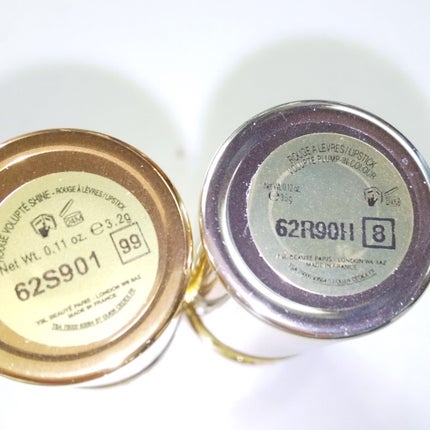 ROUGE VOLUPTÉ SHINE - ROUGE À LÈVRES/LIPSTICK
24M
Net Wt. 0.11 oz. e 3.2g
99
62S901
YSL BEAUTÉ PARIS - LONDON W6 8AZ
MADE IN FRANCE
ROUGE À LÈVRES/LIPSTICK
VOLUPTÉ PLUMP-IN-COLOUR
24M
62R90H
8
YSL BEAUTÉ PARIS - LONDON W6 8AZ
MADE IN FRANCE